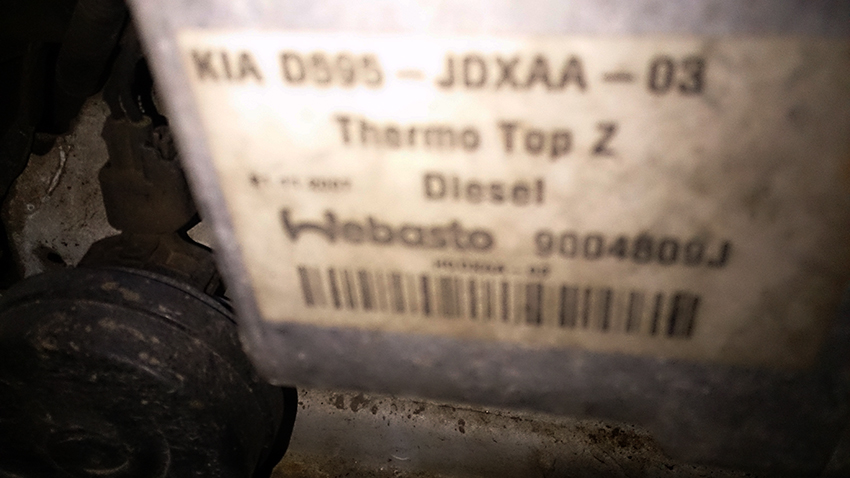 KIA D595-JDXAA-03
Thermo Top Z
Diesel
Webasto 9004809J